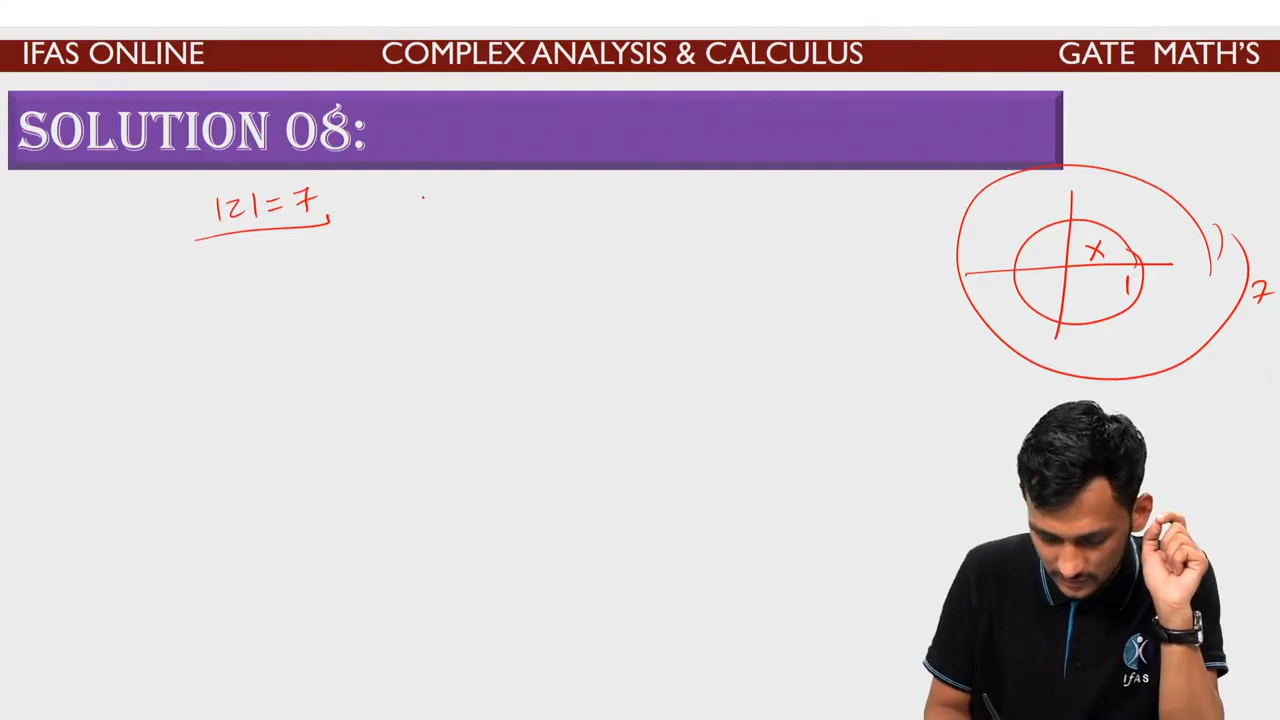 IFAS ONLINE COMPLEX ANALYSIS & CALCULUS GATE MATH'S
SOLUTION 08:
|z| = 7,
x
1
7
IFAS